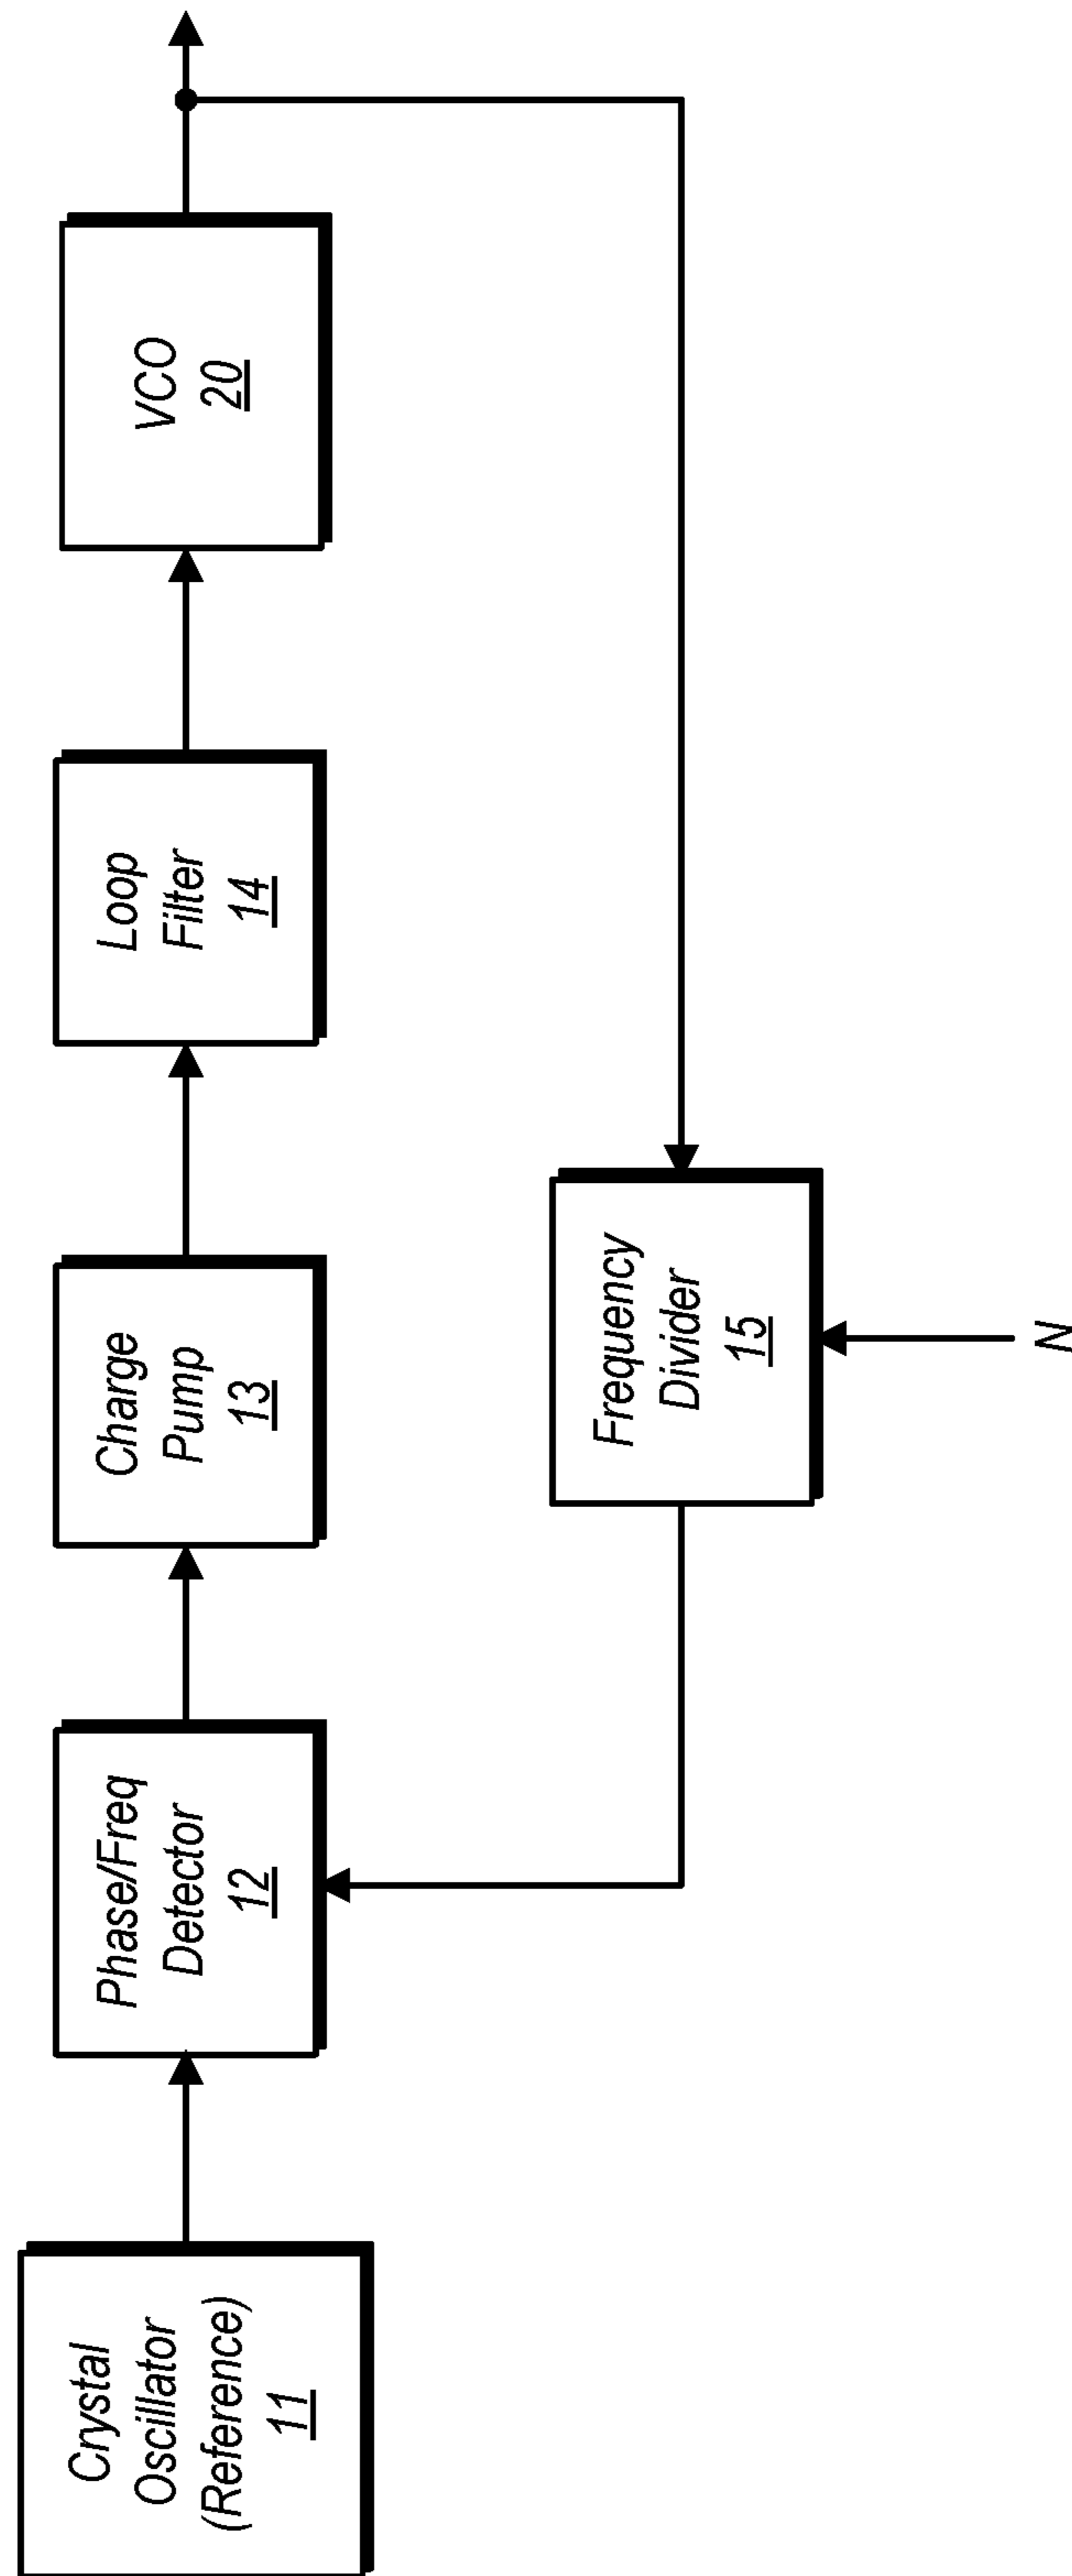 Crystal
Oscillator
(Reference)
11
Phase/Freq
Detector
12
Charge
Pump
13
Loop
Filter
14
VCO
20
Frequency
Divider
15
N